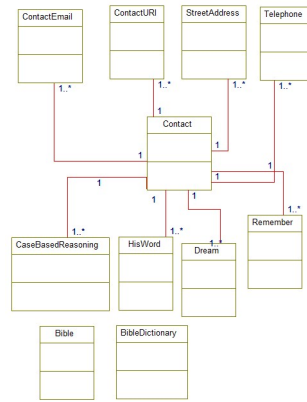 ContactEmail
ContactURI
StreetAddress
Telephone
1..*
1..*
1..*
1..*
1
Contact
1
1
1
1
1
1
1
1..*
1..*
1..
1..*
CaseBasedReasoning
HisWord
Dream
Remember
Bible
BibleDictionary